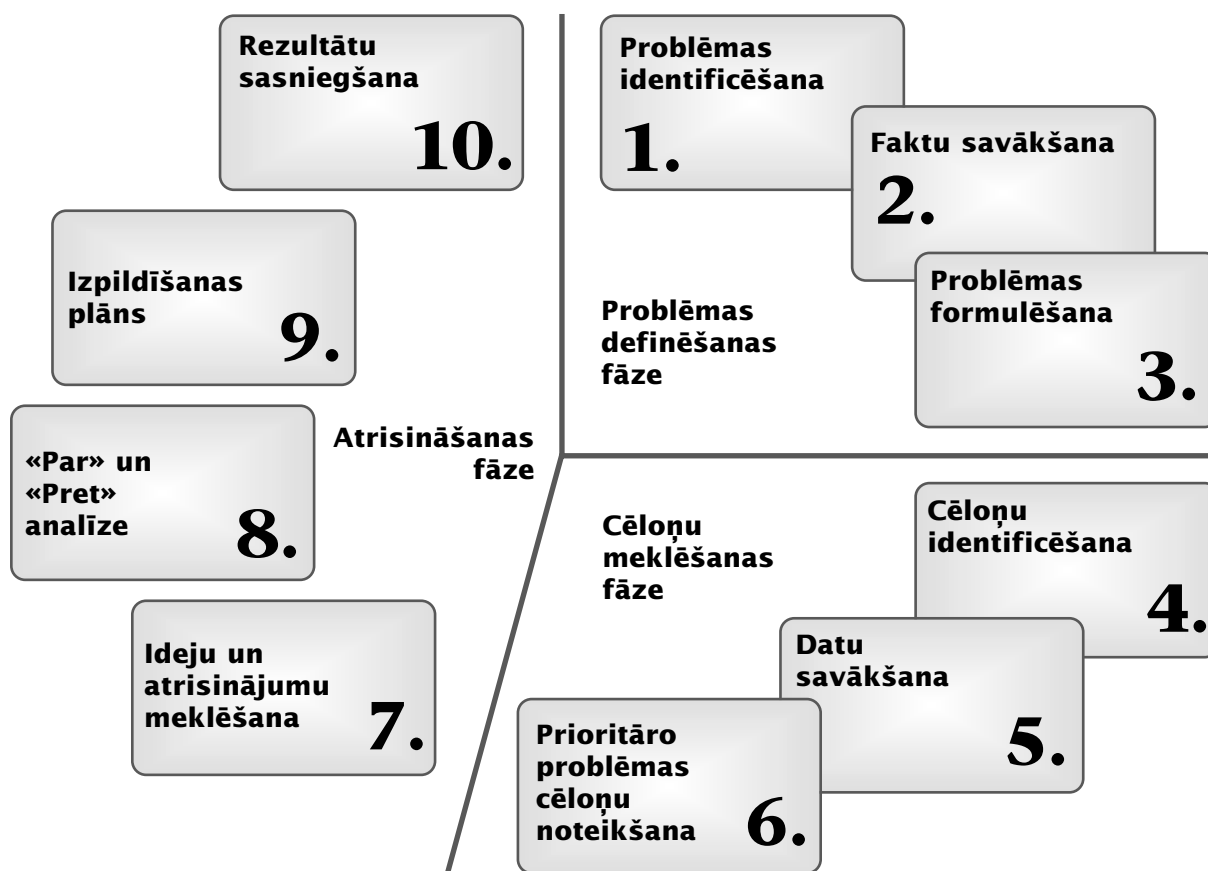 Problēmas
identificēšana
1.
Faktu savākšana
2.
Problēmas
formulēšana
3.
Problēmas
definēšanas
fāze
Cēloņu
identificēšana
4.
Cēloņu
meklēšanas
fāze
Datu
savākšana
5.
Prioritāro
problēmas
cēloņu
noteikšana
6.
Ideju un
atrisinājumu
meklēšana
7.
«Par» un
«Pret»
analīze
8.
Atrisināšanas
fāze
Izpildīšanas
plāns
9.
Rezultātu
sasniegšana
10.